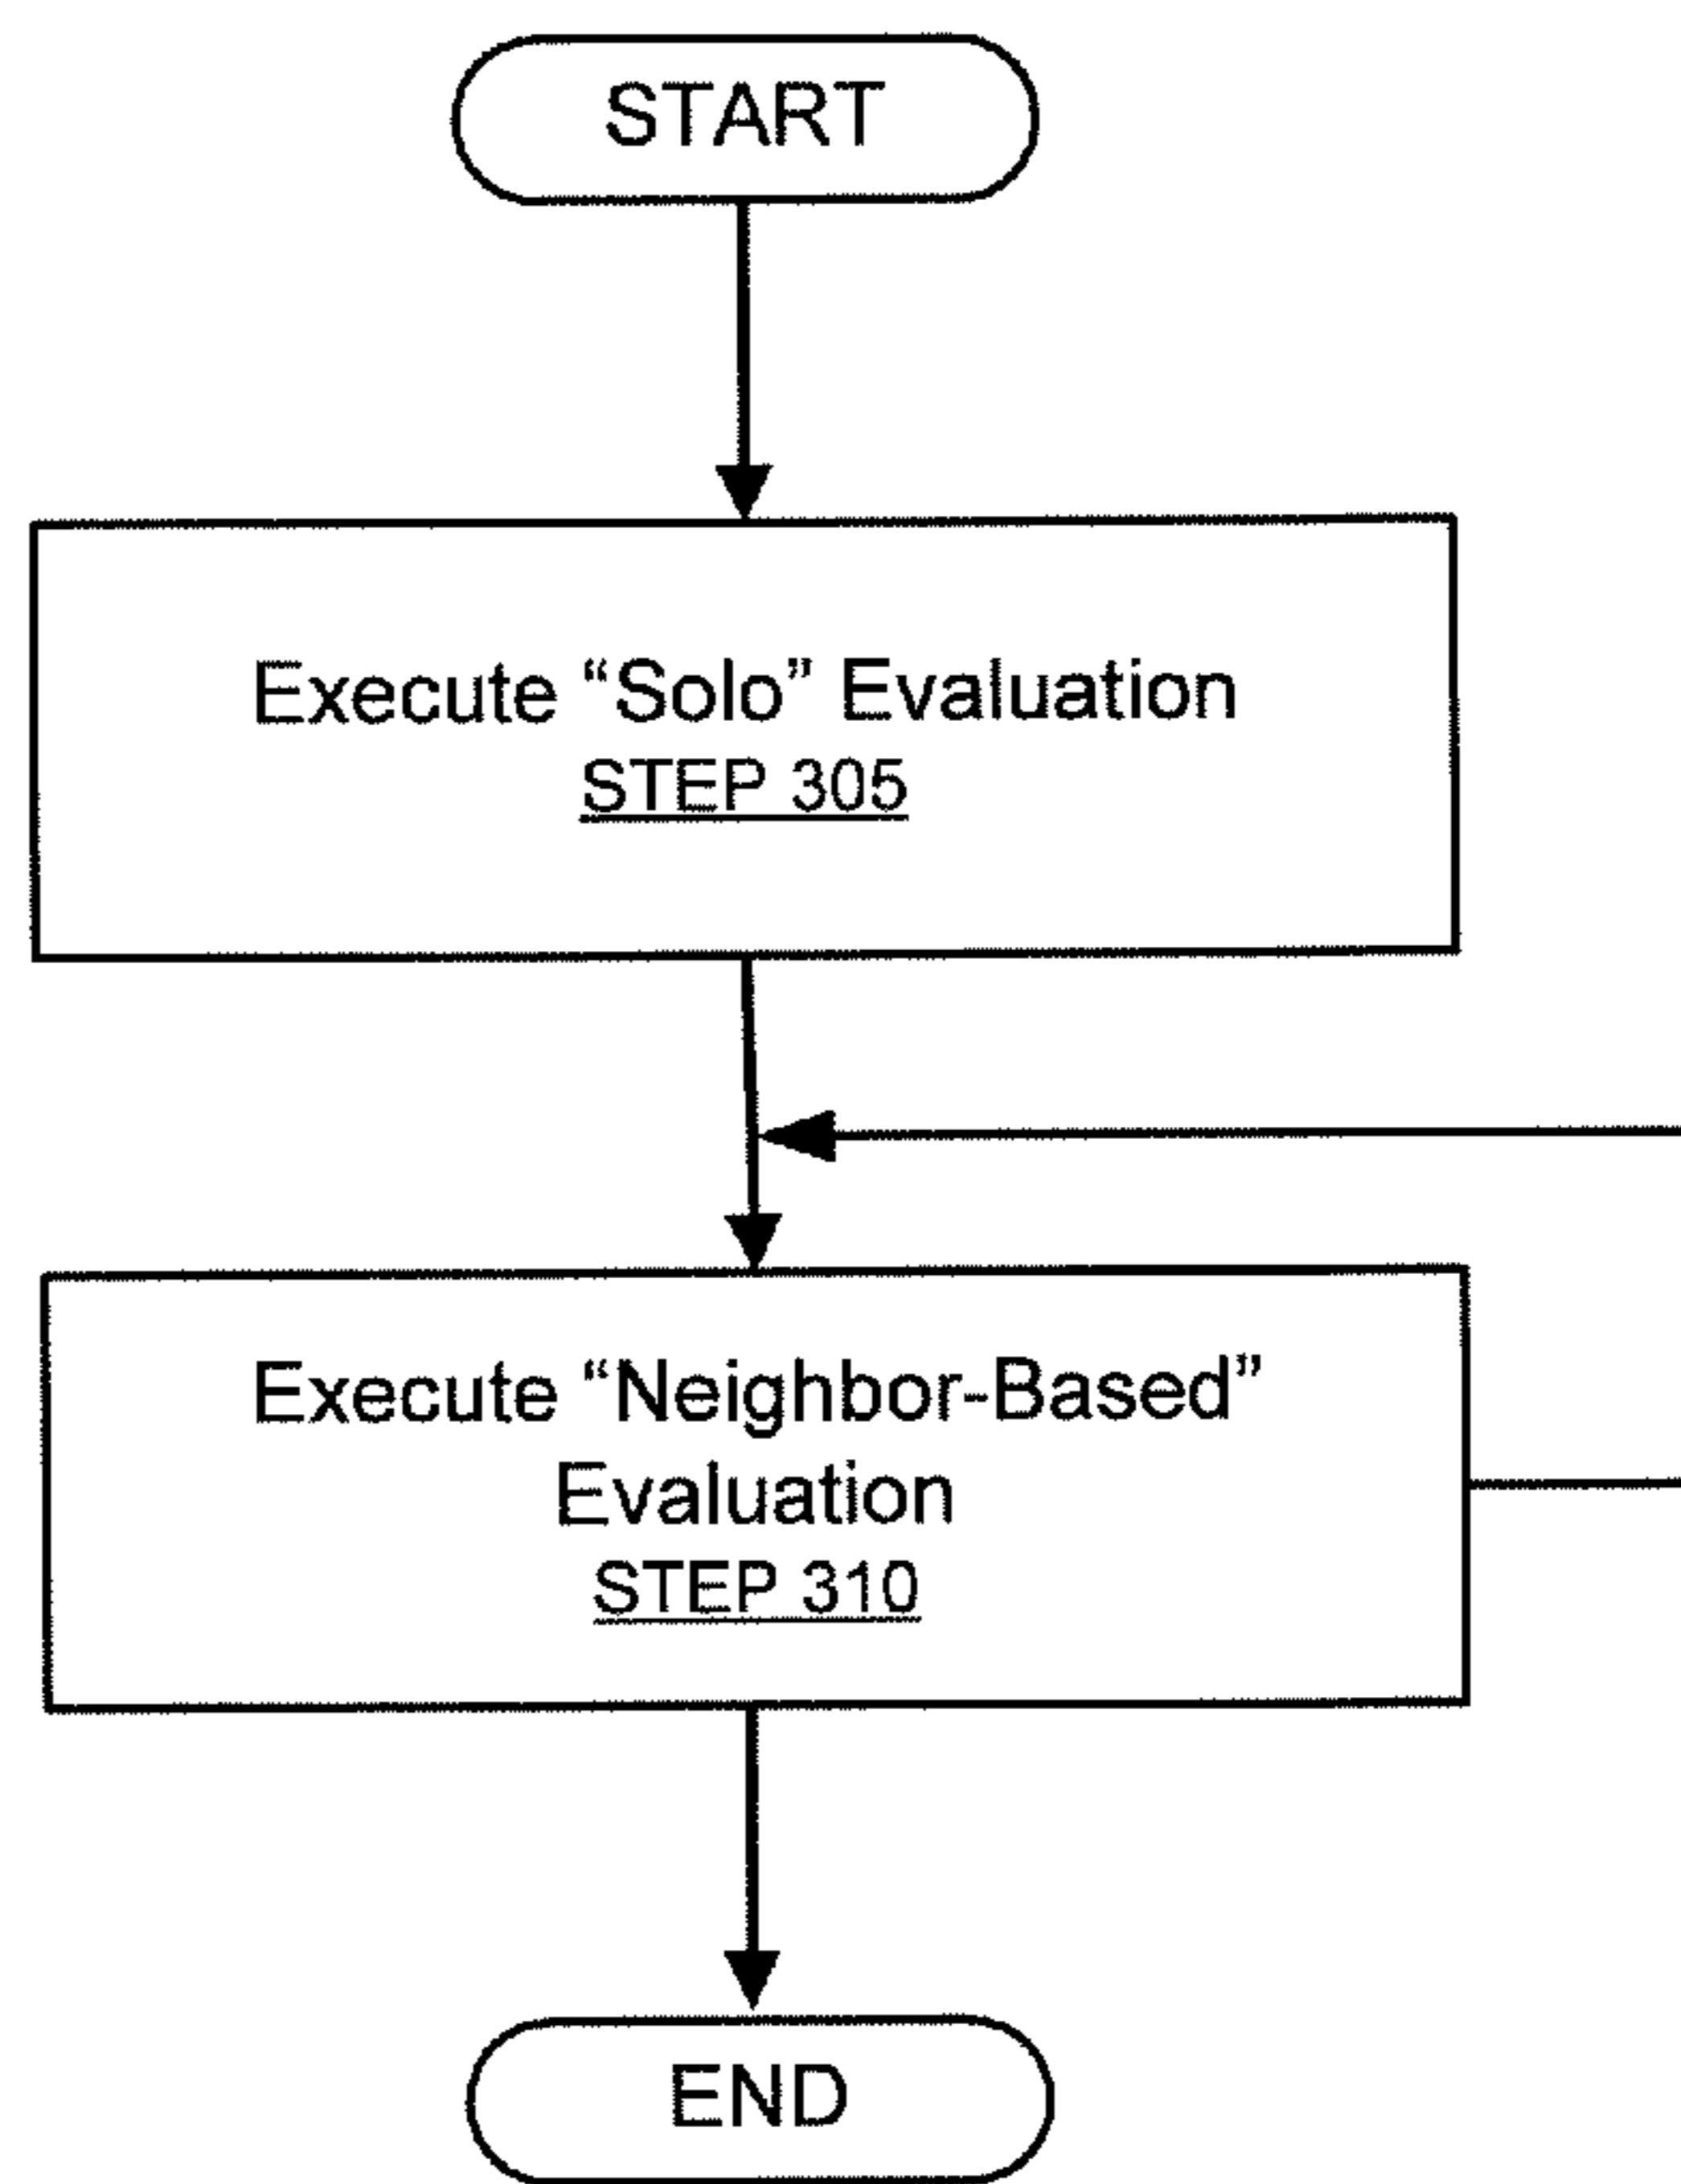 START
Execute “Solo” Evaluation
STEP 305
Execute “Neighbor-Based”
Evaluation
STEP 310
END